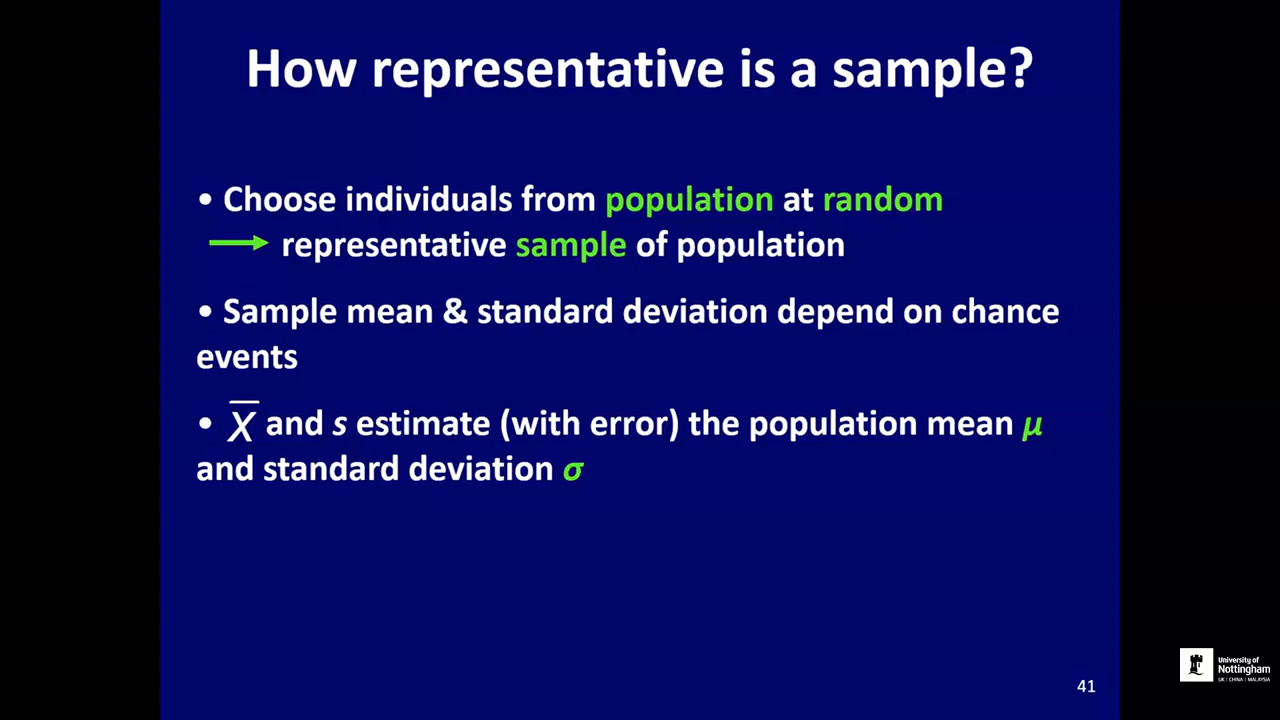 How representative is a sample?
• Choose individuals from population at random
representative sample of population
• Sample mean & standard deviation depend on chance
events
• X̅ and s estimate (with error) the population mean μ
and standard deviation σ
41
University of
Nottingham
UK | CHINA | MALAYSIA